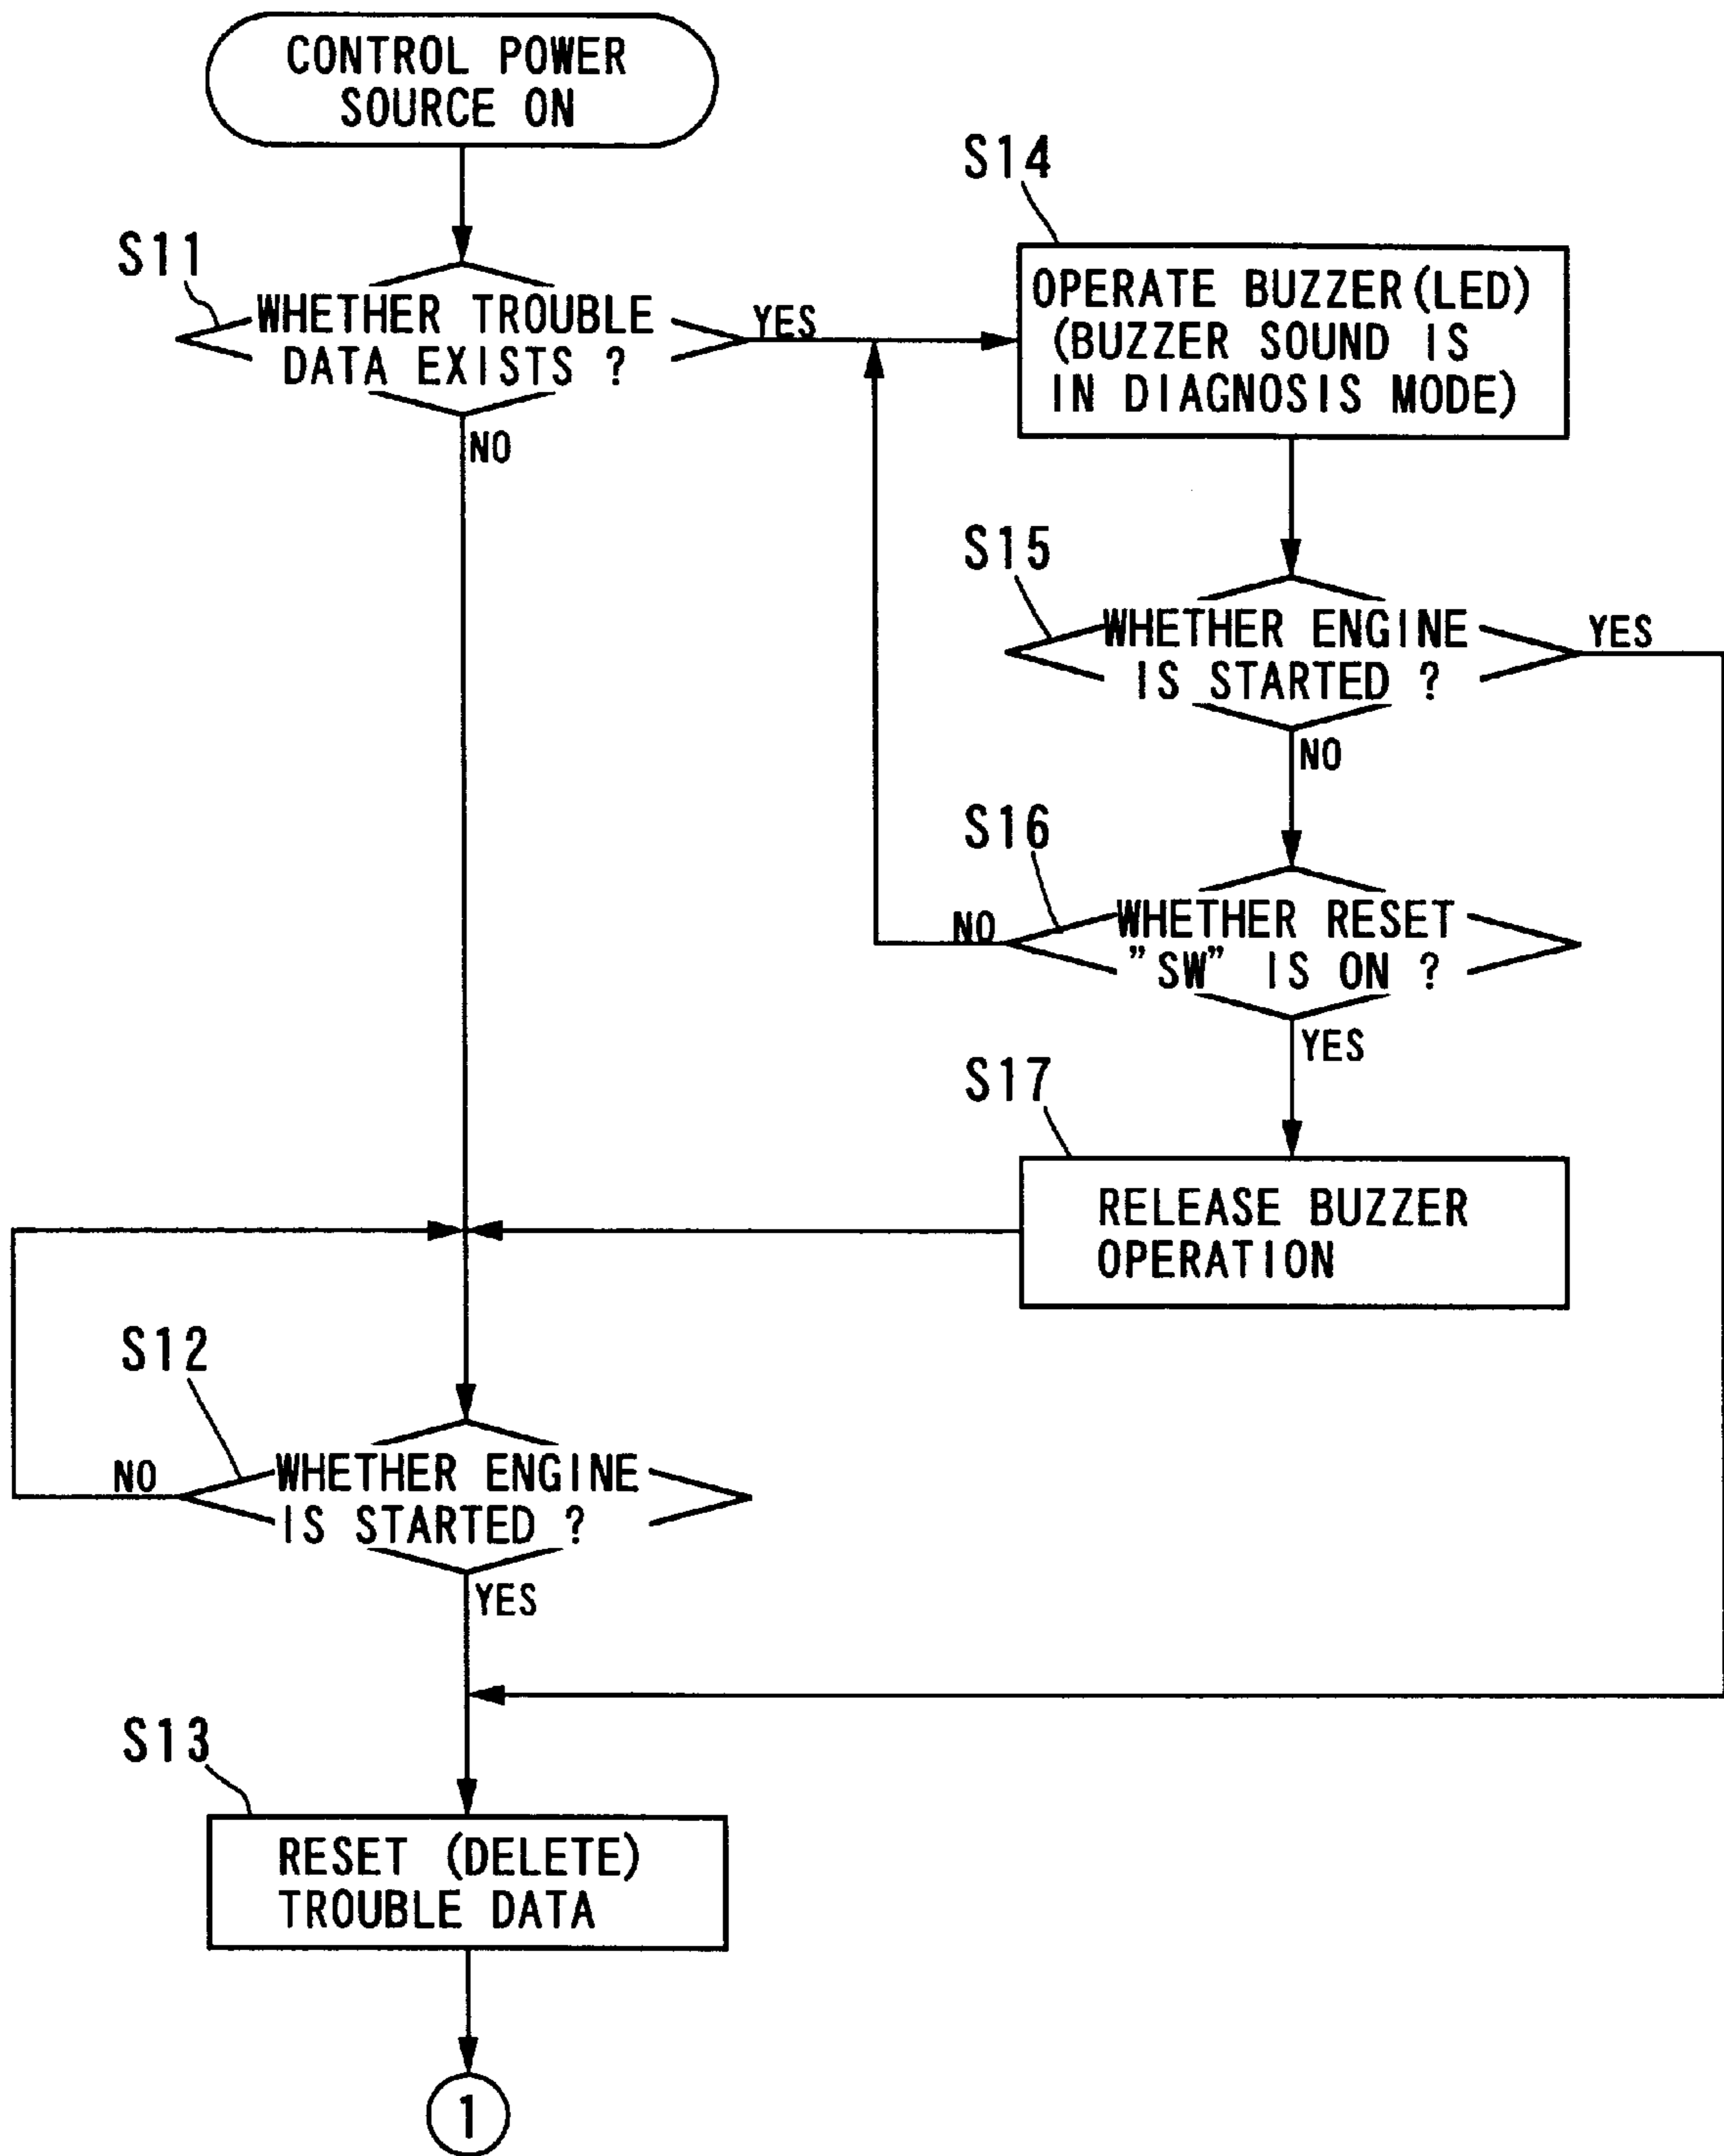 CONTROL POWER
SOURCE ON
S11
WHETHER TROUBLE
DATA EXISTS ?
YES
NO
S14
OPERATE BUZZER (LED)
(BUZZER SOUND IS
IN DIAGNOSIS MODE)
S15
WHETHER ENGINE
IS STARTED ?
YES
NO
S16
WHETHER RESET
"SW" IS ON ?
NO
YES
S17
RELEASE BUZZER
OPERATION
S12
WHETHER ENGINE
IS STARTED ?
NO
YES
S13
RESET (DELETE)
TROUBLE DATA
1